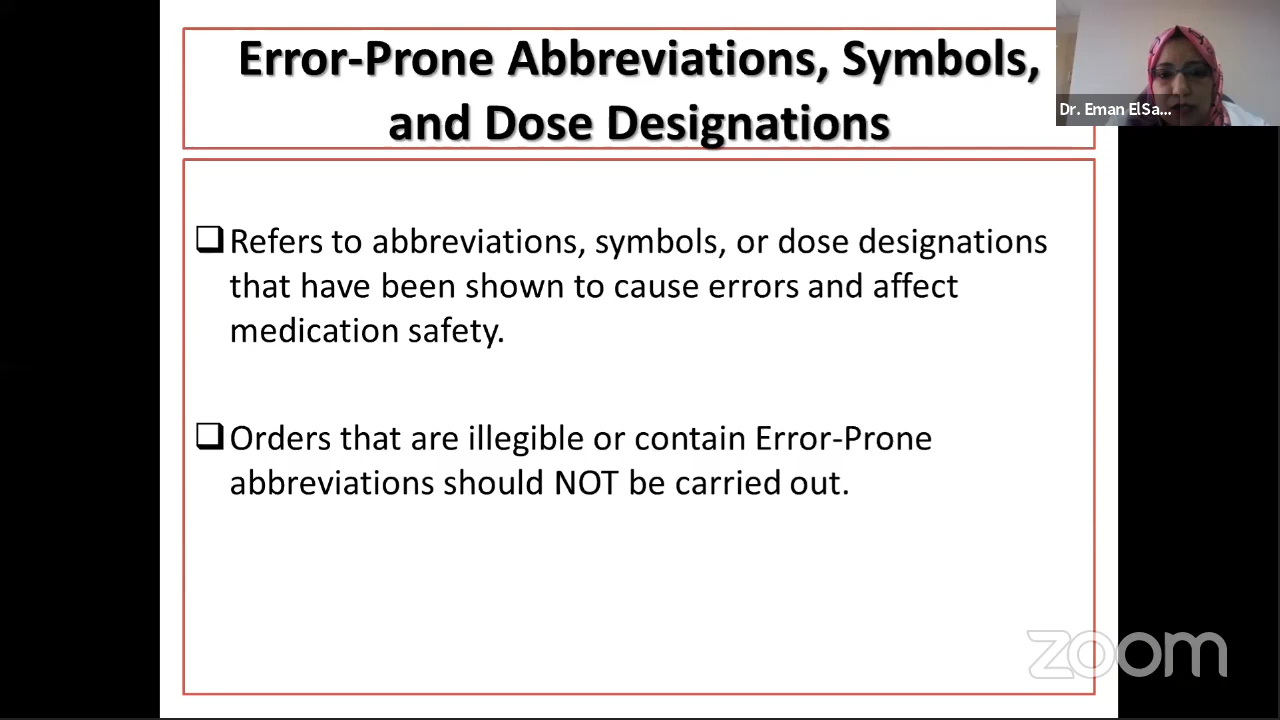 Error-Prone Abbreviations, Symbols,
and Dose Designations
Dr. Eman ElSa...
❑Refers to abbreviations, symbols, or dose designations
that have been shown to cause errors and affect
medication safety.
❑Orders that are illegible or contain Error-Prone
abbreviations should NOT be carried out.
zoom